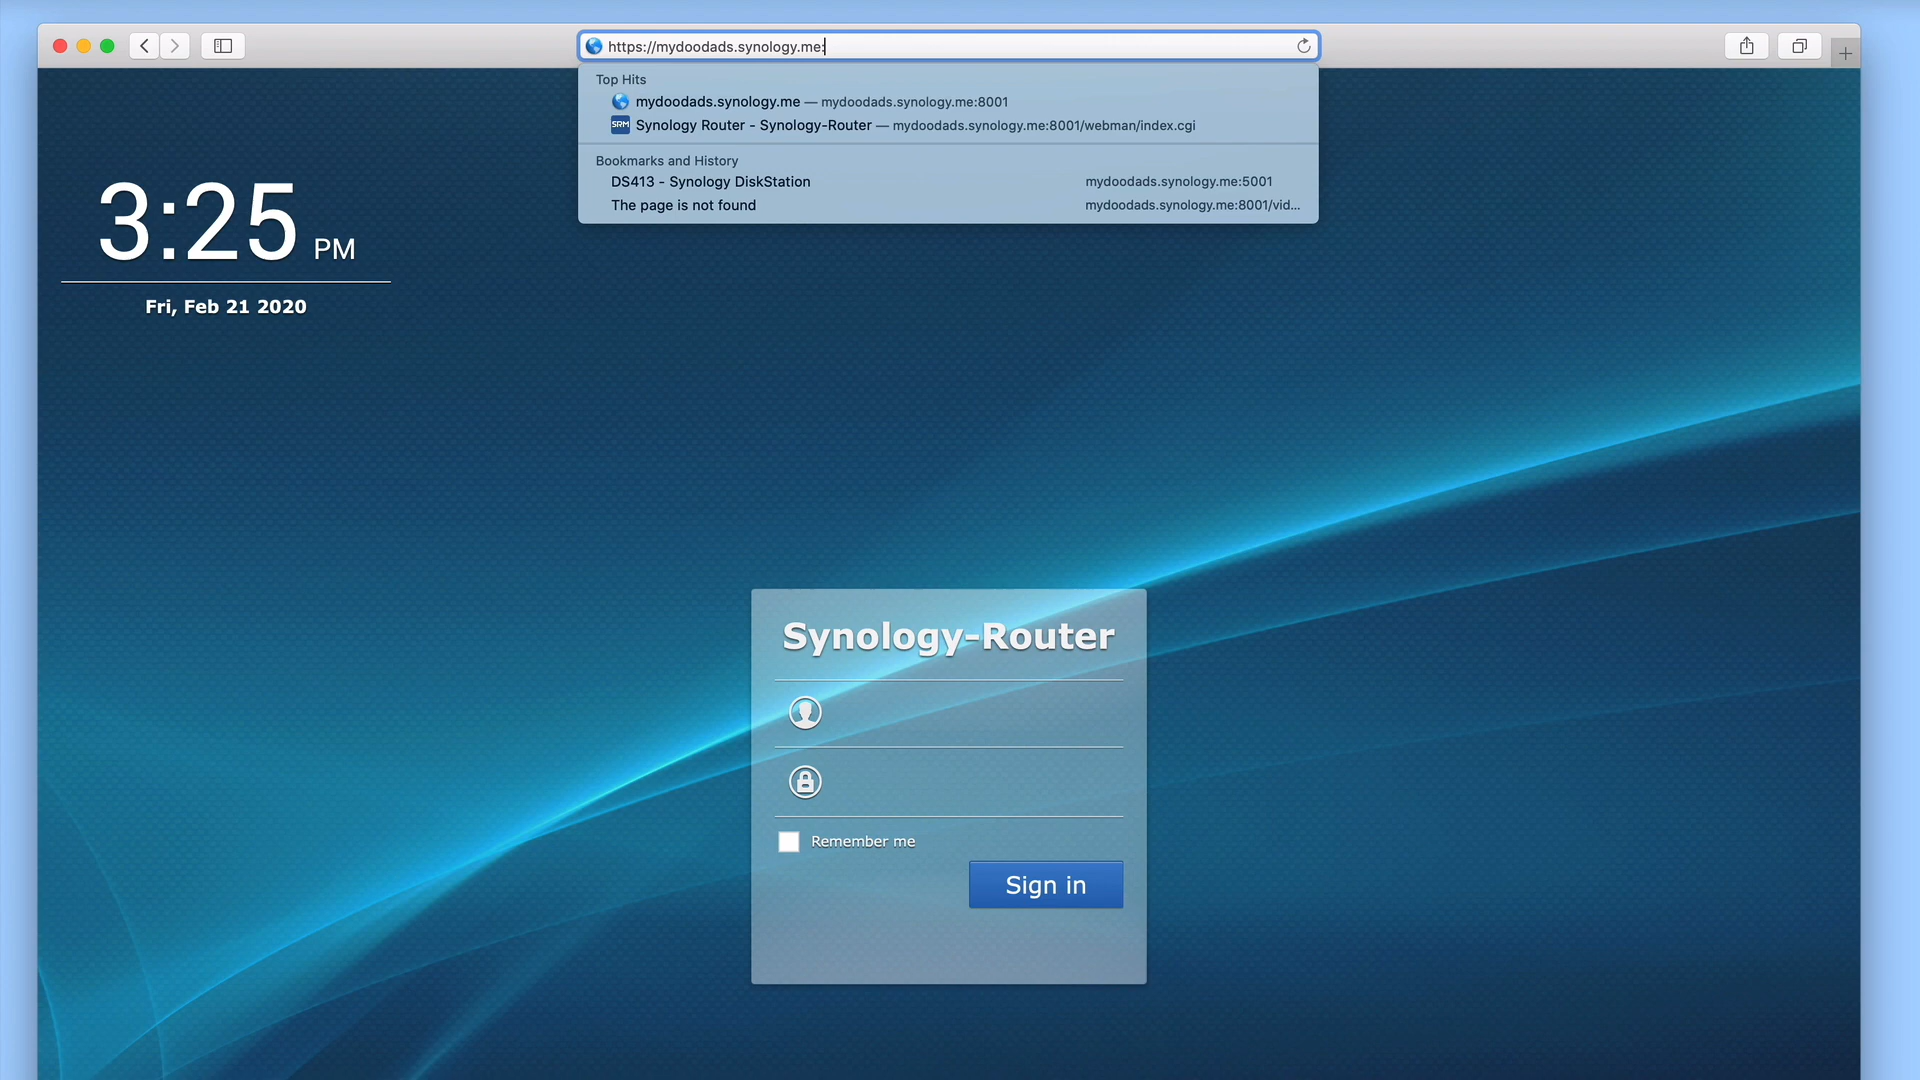 https://mydoodads.synology.me:
Top Hits
mydoodads.synology.me — mydoodads.synology.me:8001
SRM Synology Router - Synology-Router — mydoodads.synology.me:8001/webman/index.cgi
Bookmarks and History
DS413 - Synology DiskStation mydoodads.synology.me:5001
The page is not found mydoodads.synology.me:8001/vid...
3:25 PM
Fri, Feb 21 2020
Synology-Router
Remember me
Sign in